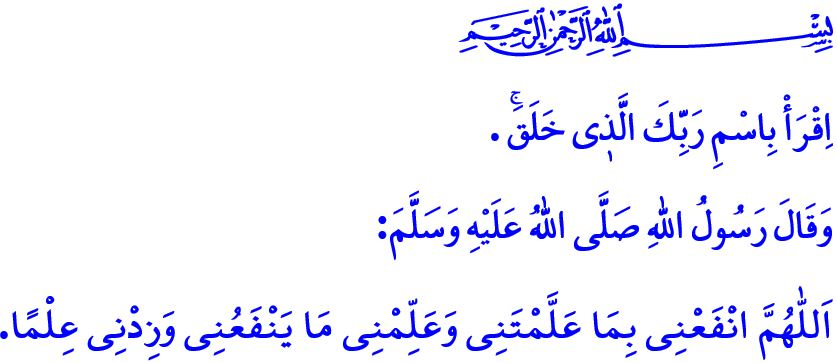 بِسْمِ اللّٰهِ الرَّحْمٰنِ الرَّحِيمِ
اِقْرَأْ بِاسْمِ رَبِّكَ الَّذٖى خَلَقَۚ .
وَقَالَ رَسُولُ اللّٰهِ صَلَّى اللّٰهُ عَلَيْهِ وَسَلَّمَ:
اَللّٰهُمَّ انْفَعْنِى بِمَا عَلَّمْتَنِى وَعَلِّمْنِى مَا يَنْفَعُنِى وَزِدْنِى عِلْمًا.